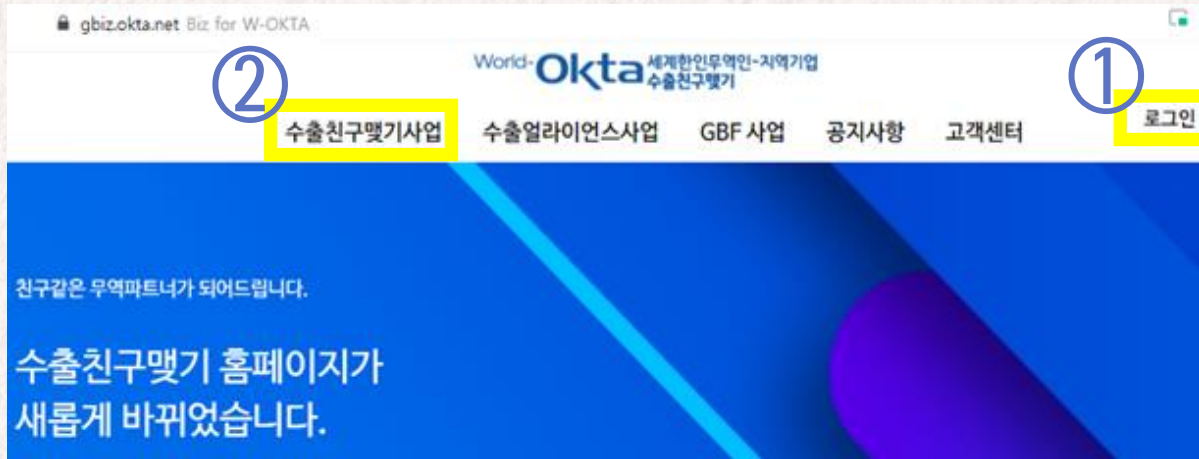 gbiz.okta.net Biz for W-OKTA
World-Okta 세계한인무역인-지역기업
수출친구맺기
② ①
수출친구맺기사업 수출얼라이언스사업 GBF 사업 공지사항 고객센터 로그인
친구같은 무역파트너가 되어드립니다.
수출친구맺기 홈페이지가
새롭게 바뀌었습니다.